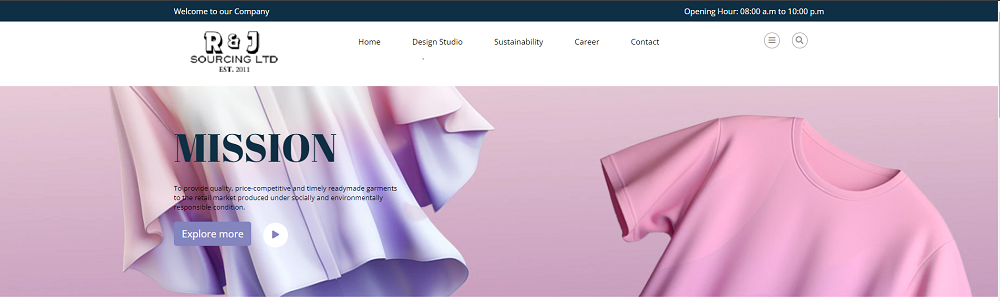 Welcome to our Company
Opening Hour: 08:00 a.m to 10:00 p.m
R & J
SOURCING LTD
EST. 2011
Home
Design Studio
Sustainability
Career
Contact
MISSION
To provide quality, price-competitive and timely readymade garments
to the retail market produced under socially and environmentally
responsible condition.
Explore more